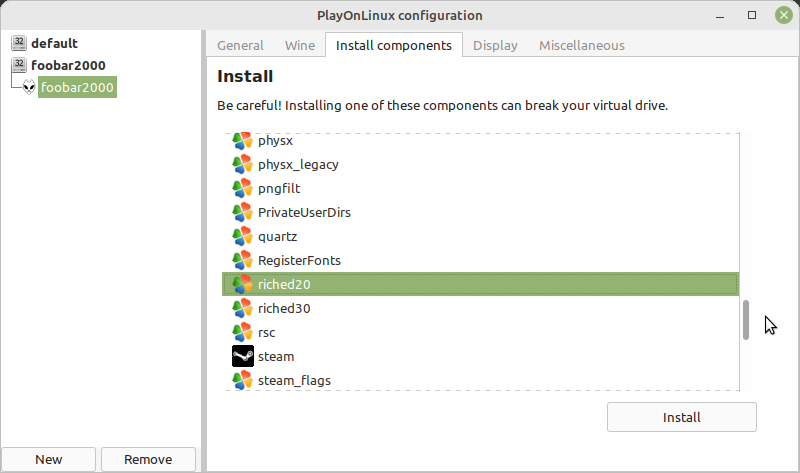 PlayOnLinux configuration
32 default
32 foobar2000
foobar2000
New
Remove
General
Wine
Install components
Display
Miscellaneous
Install
Be careful! Installing one of these components can break your virtual drive.
physx
physx_legacy
pngfilt
PrivateUserDirs
quartz
RegisterFonts
riched20
riched30
rsc
steam
steam_flags
Install